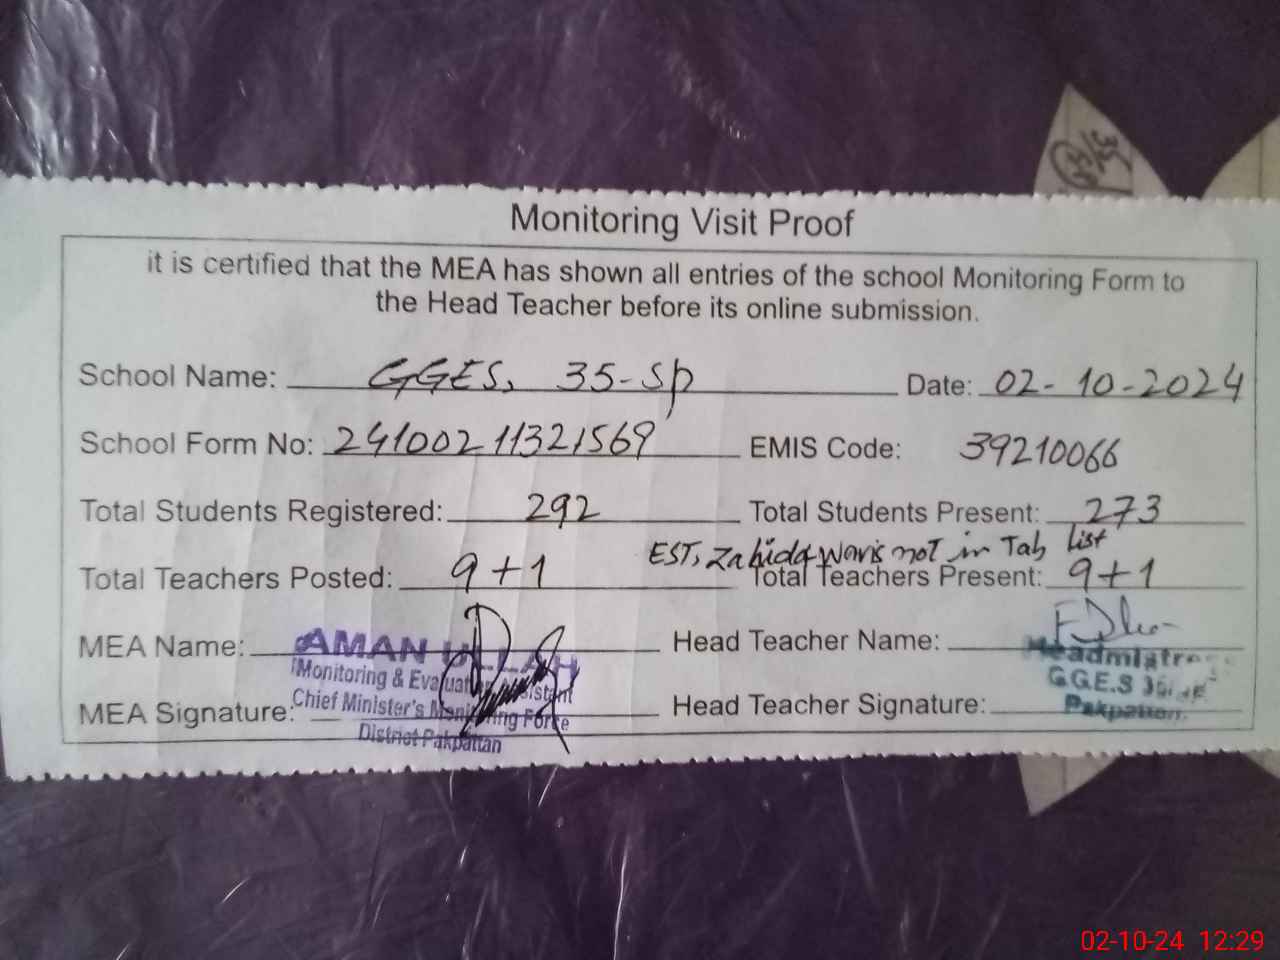 Monitoring Visit Proof
it is certified that the MEA has shown all entries of the school Monitoring Form to
the Head Teacher before its online submission.
School Name: GGES, 35-SP Date: 02-10-2024
School Form No: 24100211321569 EMIS Code: 39210066
Total Students Registered: 292 Total Students Present: 273
EST, Zahida Waris not in Tab list
Total Teachers Posted: 9+1 Total Teachers Present: 9+1
MEA Name: AMAN ULLAH Head Teacher Name:
Monitoring & Evaluation Assistant
Chief Minister's Monitoring Force
District Pakpattan
MEA Signature: Head Teacher Signature:
Headmistress
G.G.E.S
Pakpattan.
02-10-24 12:29